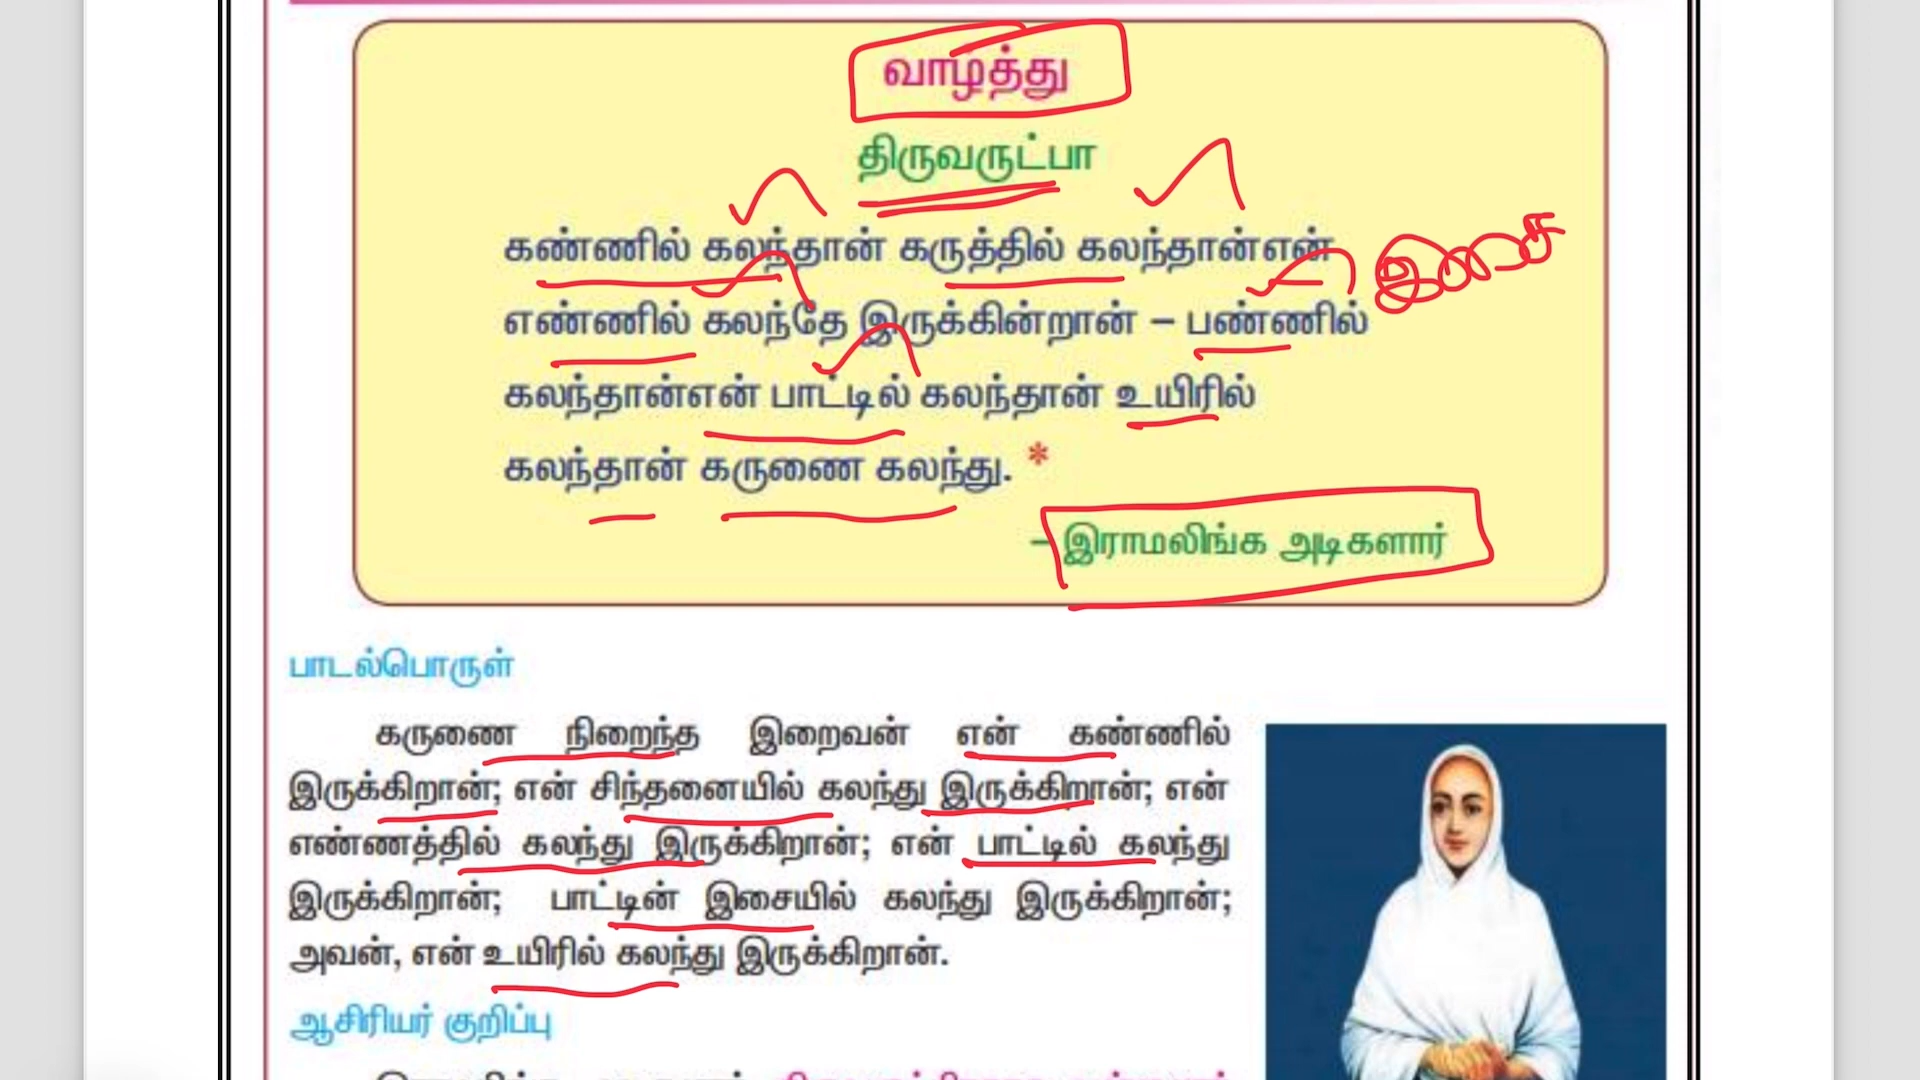 வாழ்த்து
திருவருட்பா
கண்ணில் கலந்தான் கருத்தில் கலந்தான்என்
இசை
எண்ணில் கலந்தே இருக்கின்றான் – பண்ணில்
கலந்தான்என் பாட்டில் கலந்தான் உயிரில்
கலந்தான் கருணை கலந்து. *
– இராமலிங்க அடிகளார்
பாடல்பொருள்
கருணை நிறைந்த இறைவன் என் கண்ணில்
இருக்கிறான்; என் சிந்தனையில் கலந்து இருக்கிறான்; என்
எண்ணத்தில் கலந்து இருக்கிறான்; என் பாட்டில் கலந்து
இருக்கிறான்; பாட்டின் இசையில் கலந்து இருக்கிறான்;
அவன், என் உயிரில் கலந்து இருக்கிறான்.
ஆசிரியர் குறிப்பு